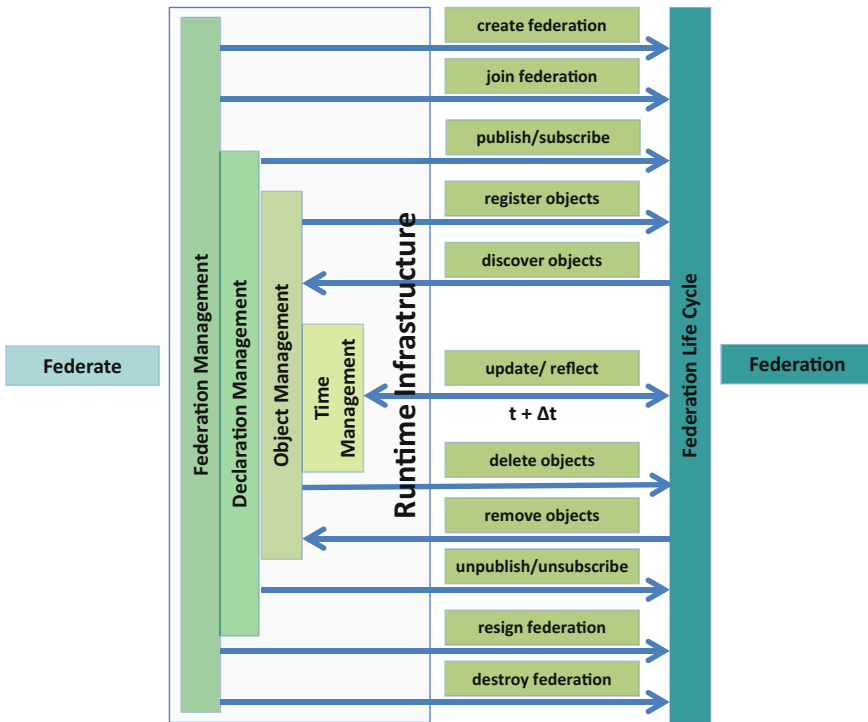 create federation
join federation
publish/subscribe
register objects
discover objects
Federate
Federation Management
Declaration Management
Object Management
Time
Management
Runtime Infrastructure
update/ reflect
t + Δt
Federation Life Cycle
Federation
delete objects
remove objects
unpublish/unsubscribe
resign federation
destroy federation